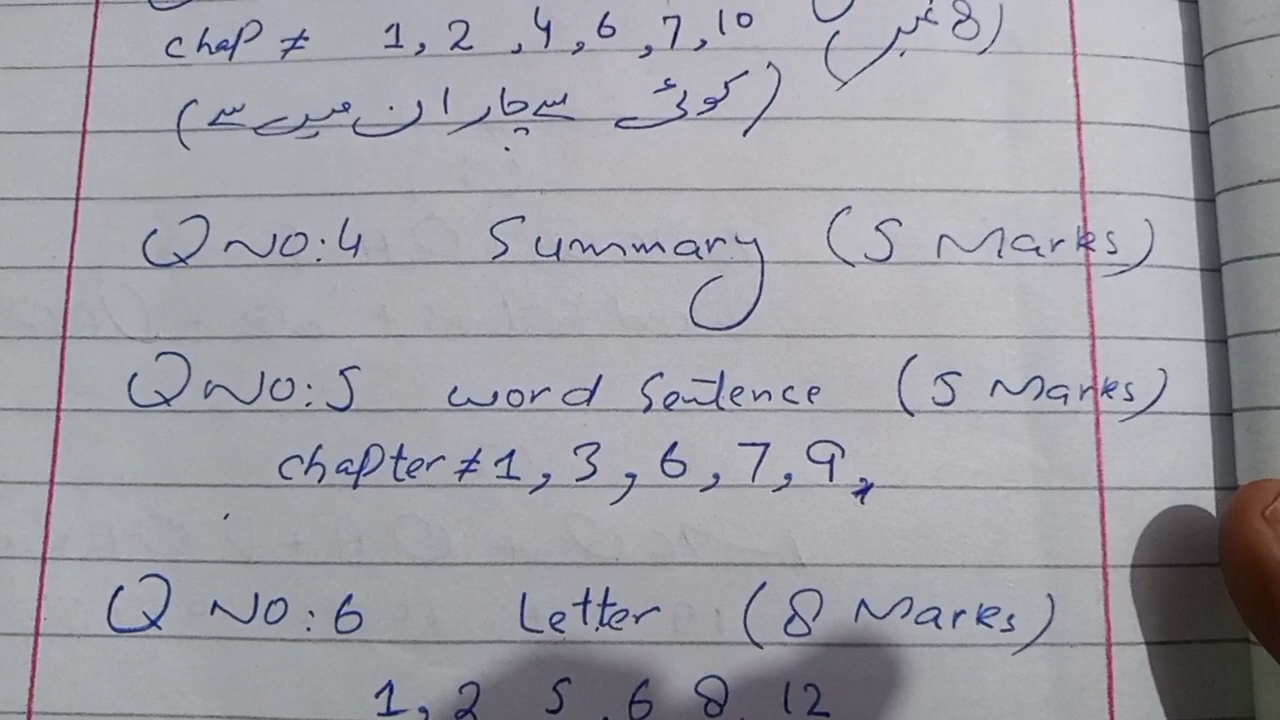 chap ≠ 1, 2, 4, 6, 7, 10 (8 نمبر)
(کوئی سے چار ان میں سے)
Q NO:4 Summary (5 Marks)
Q NO:5 word Sentence (5 Marks)
chapter ≠ 1, 3, 6, 7, 9,
Q NO:6 Letter (8 Marks)
1, 2 5, 6 8 12